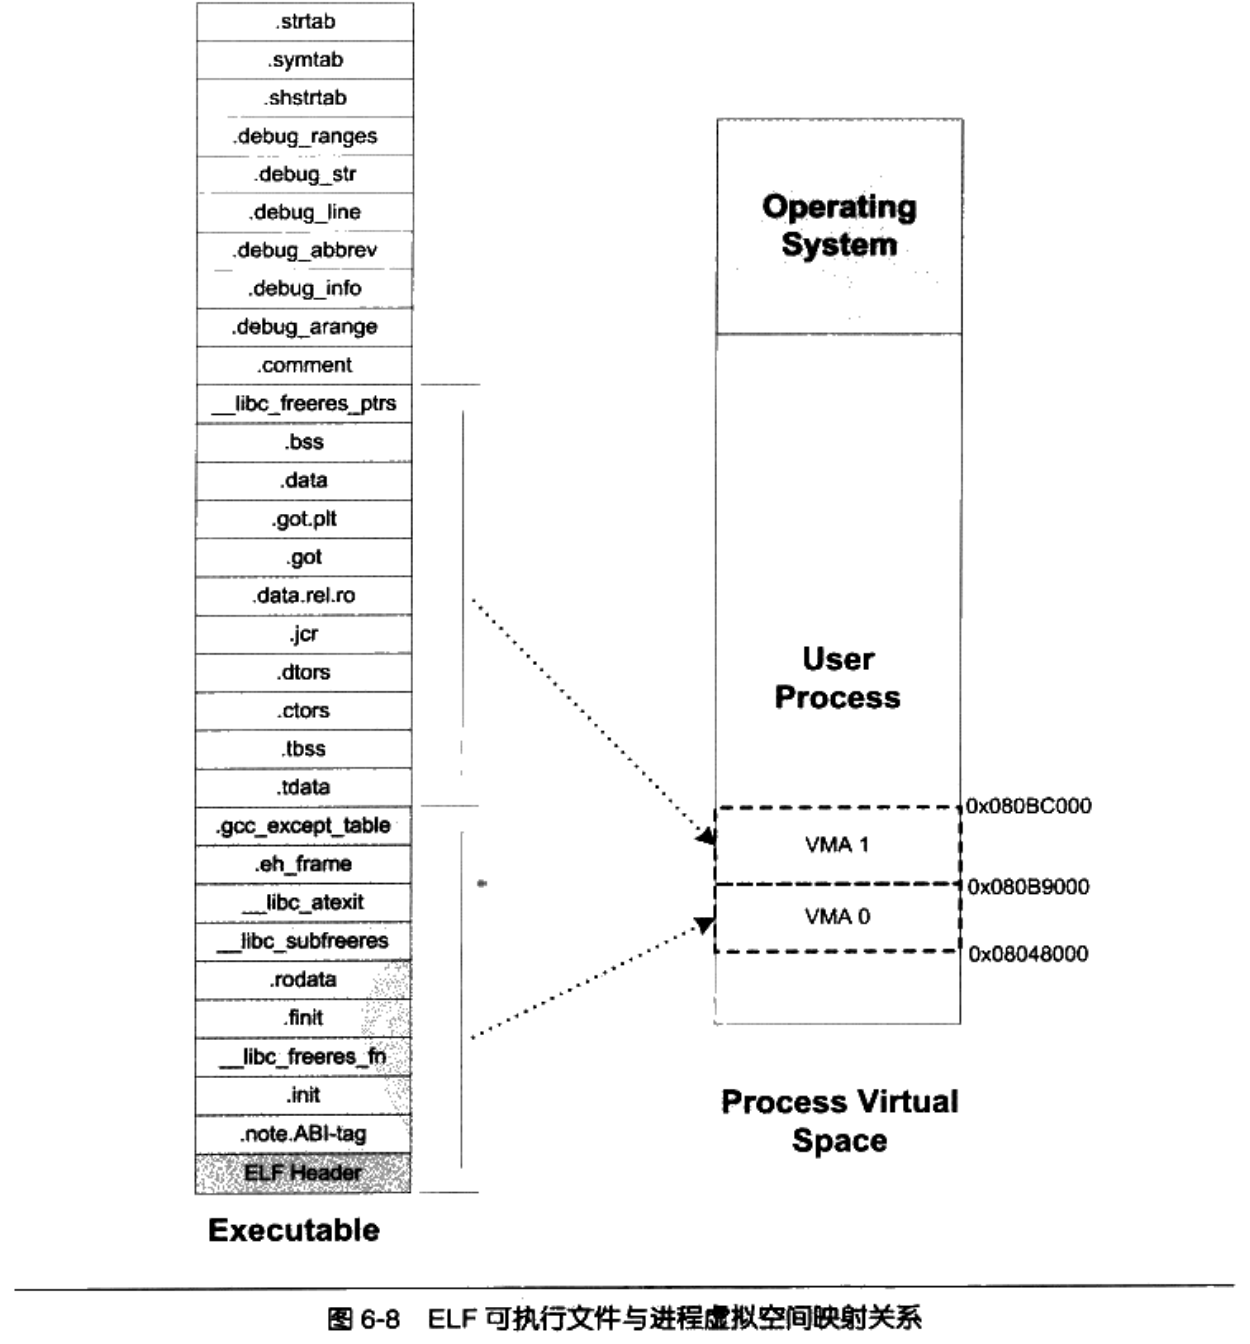 .strtab
.symtab
.shstrtab
.debug_ranges
.debug_str
.debug_line
.debug_abbrev
.debug_info
.debug_arange
.comment
__libc_freeres_ptrs
.bss
.data
.got.plt
.got
.data.rel.ro
.jcr
.dtors
.ctors
.tbss
.tdata
.gcc_except_table
.eh_frame
__libc_atexit
__libc_subfreeres
.rodata
.finit
__libc_freeres_fn
.init
.note.ABI-tag
ELF Header
Executable
Operating
System
User
Process
0x080BC000
VMA 1
0x080B9000
VMA 0
0x08048000
Process Virtual
Space
图 6-8 ELF 可执行文件与进程虚拟空间映射关系